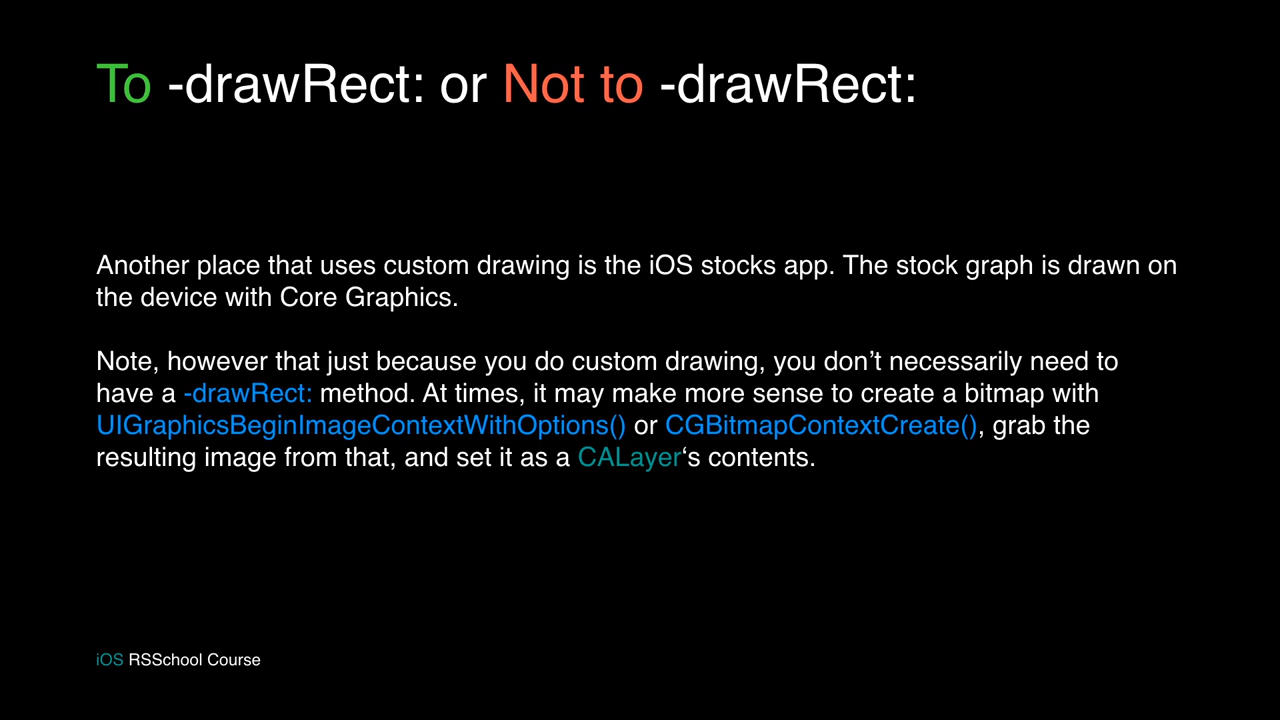 To -drawRect: or Not to -drawRect:
Another place that uses custom drawing is the iOS stocks app. The stock graph is drawn on
the device with Core Graphics.
Note, however that just because you do custom drawing, you don’t necessarily need to
have a -drawRect: method. At times, it may make more sense to create a bitmap with
UIGraphicsBeginImageContextWithOptions() or CGBitmapContextCreate(), grab the
resulting image from that, and set it as a CALayer‘s contents.
iOS RSSchool Course